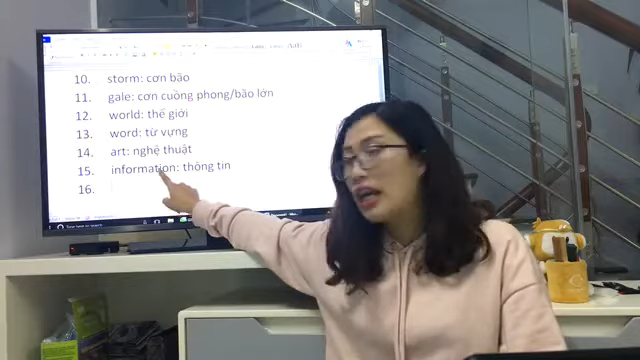 10. storm: cơn bão
11. gale: cơn cuồng phong/bão lớn
12. world: thế giới
13. word: từ vựng
14. art: nghệ thuật
15. information: thông tin
16.